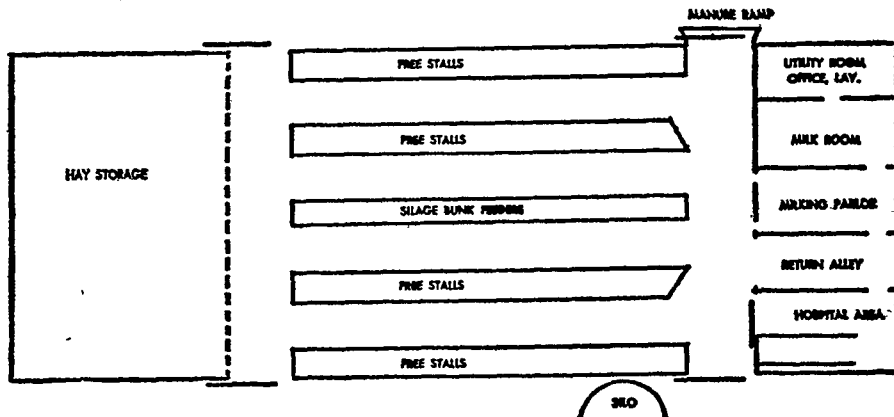 MANURE RAMP
FREE STALLS
UTILITY ROOM,
OFFICE, LAV.
FREE STALLS
MILK ROOM
HAY STORAGE
SILAGE BUNK FEEDERS
MILKING PARLOR
RETURN ALLEY
FREE STALLS
HOSPITAL AREA
FREE STALLS
SILO